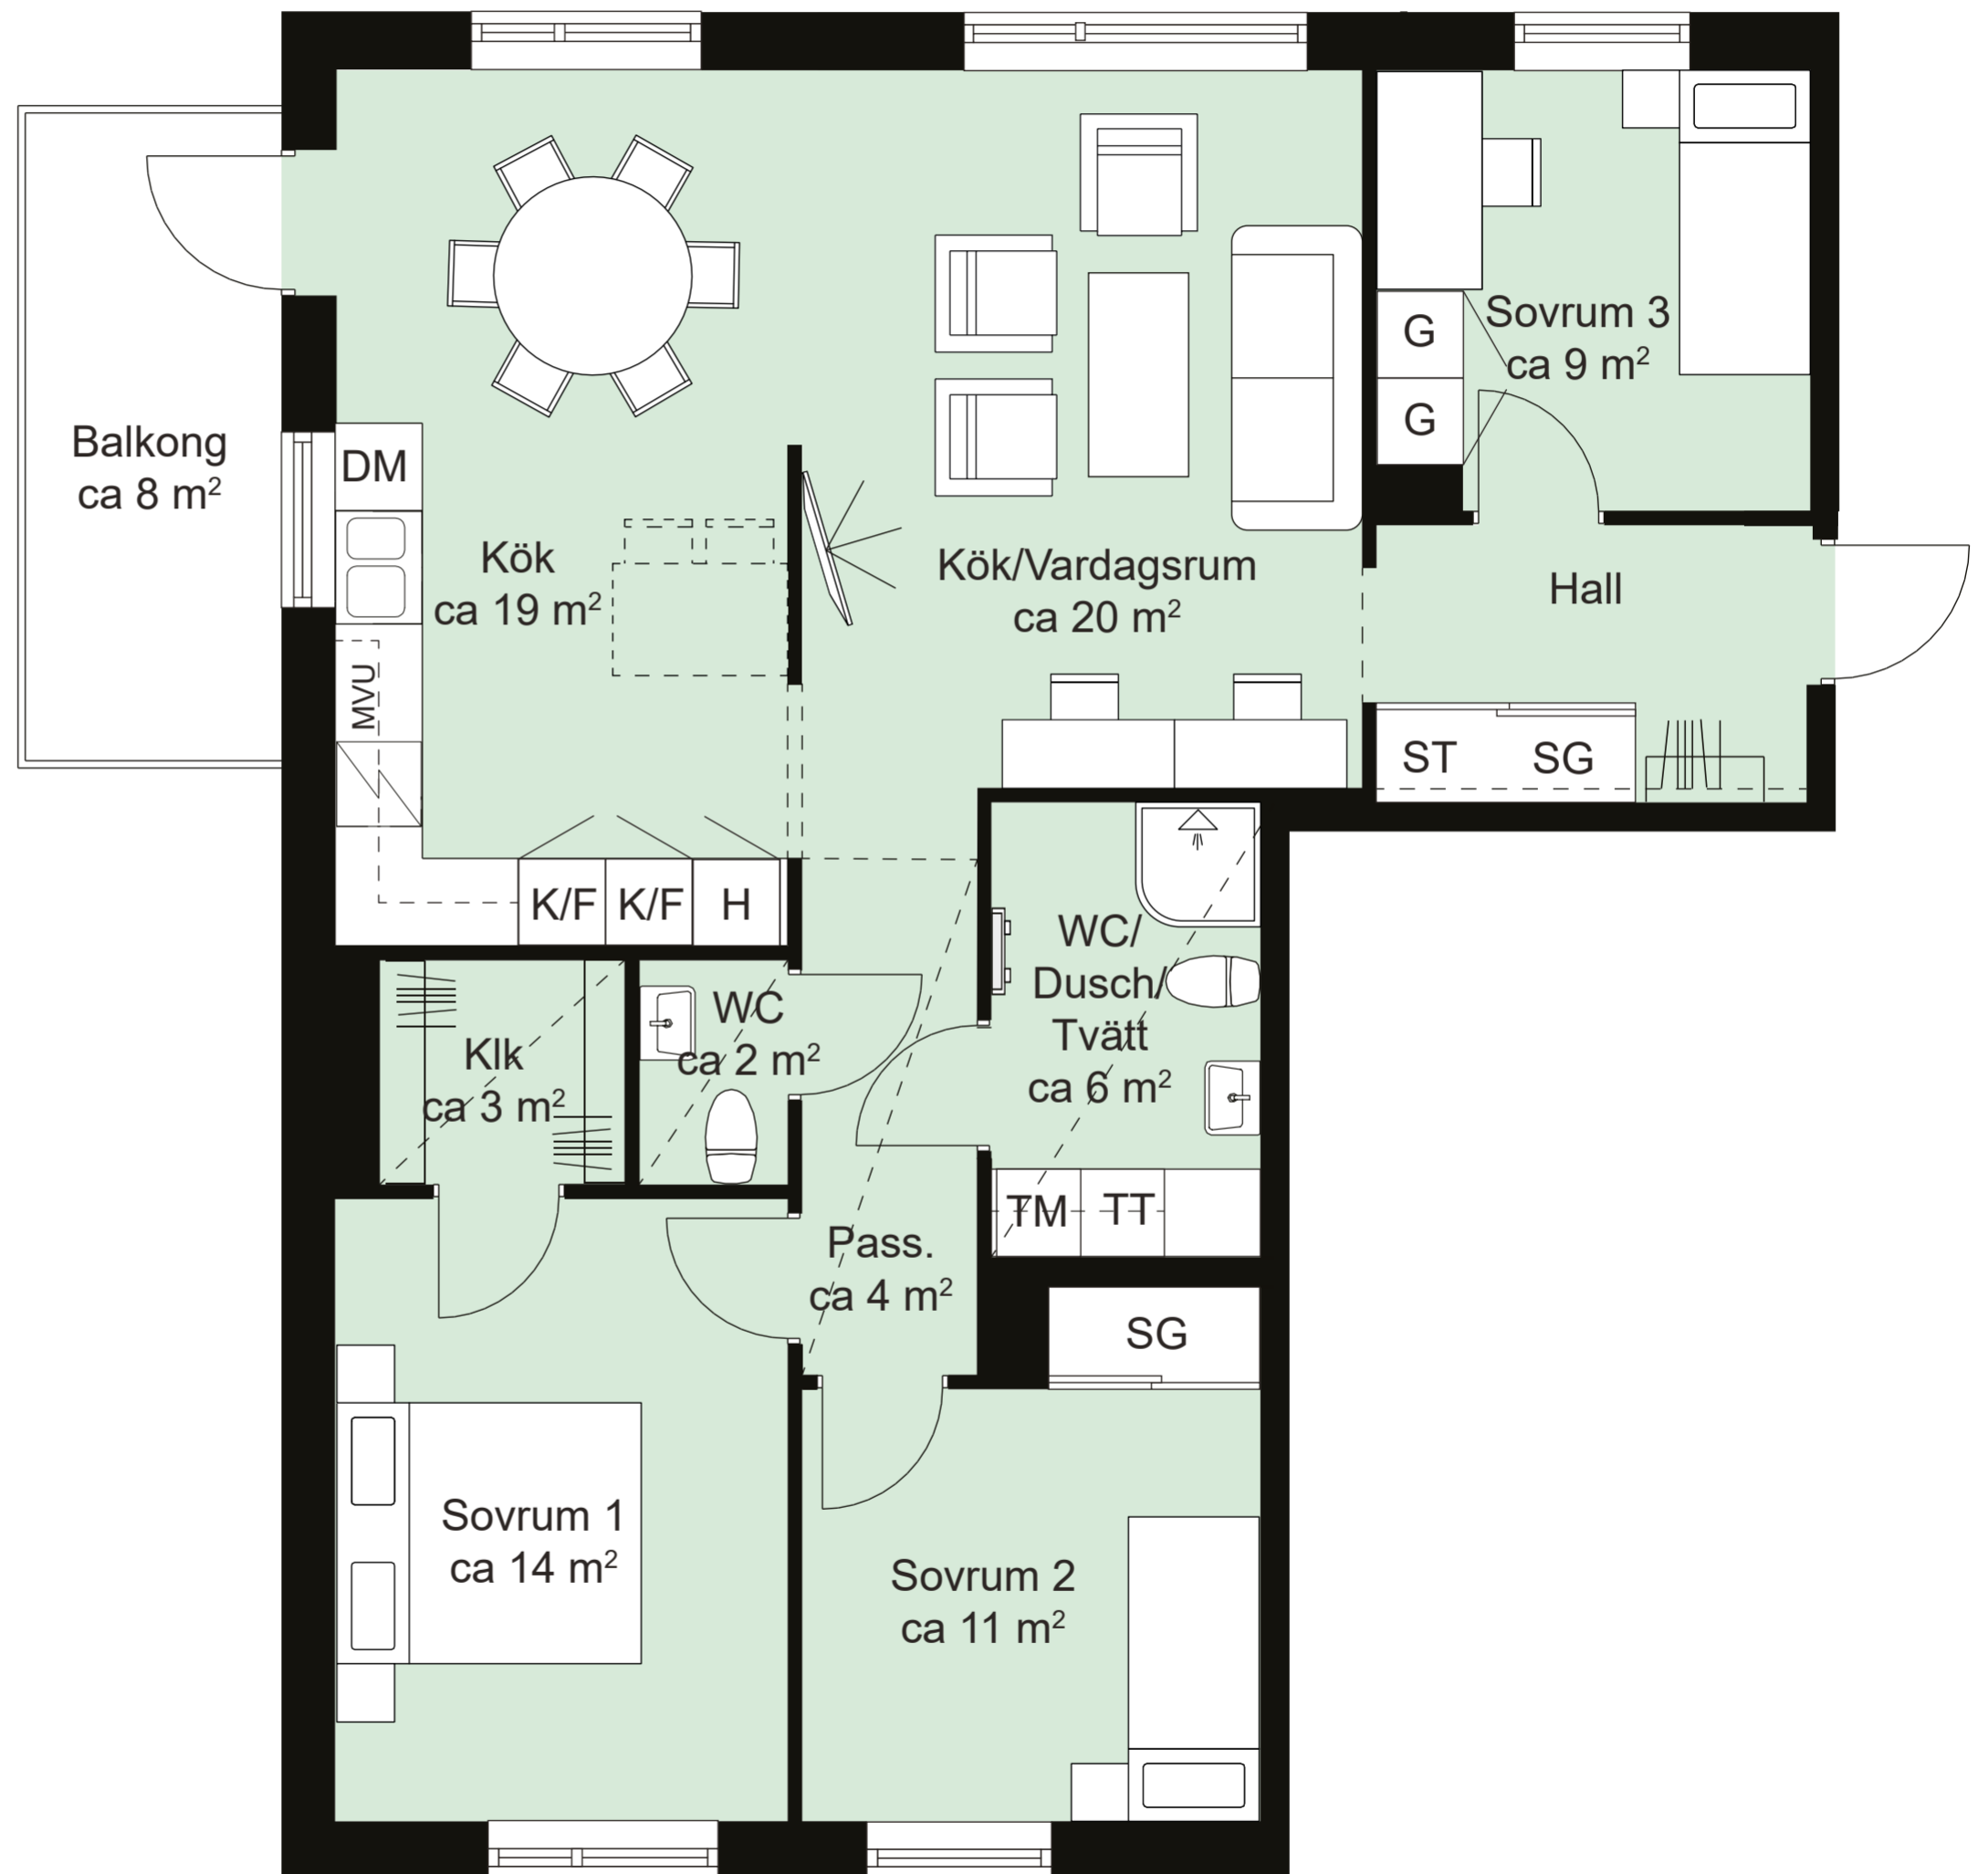 Balkong
ca 8 m²
DM
Kök
ca 19 m²
MVU
K/F
K/F
H
Kök/Vardagsrum
ca 20 m²
G
G
Sovrum 3
ca 9 m²
Hall
ST
SG
WC/
Dusch/
Tvätt
ca 6 m²
TM
TT
WC
ca 2 m²
Klk
ca 3 m²
Pass.
ca 4 m²
SG
Sovrum 1
ca 14 m²
Sovrum 2
ca 11 m²